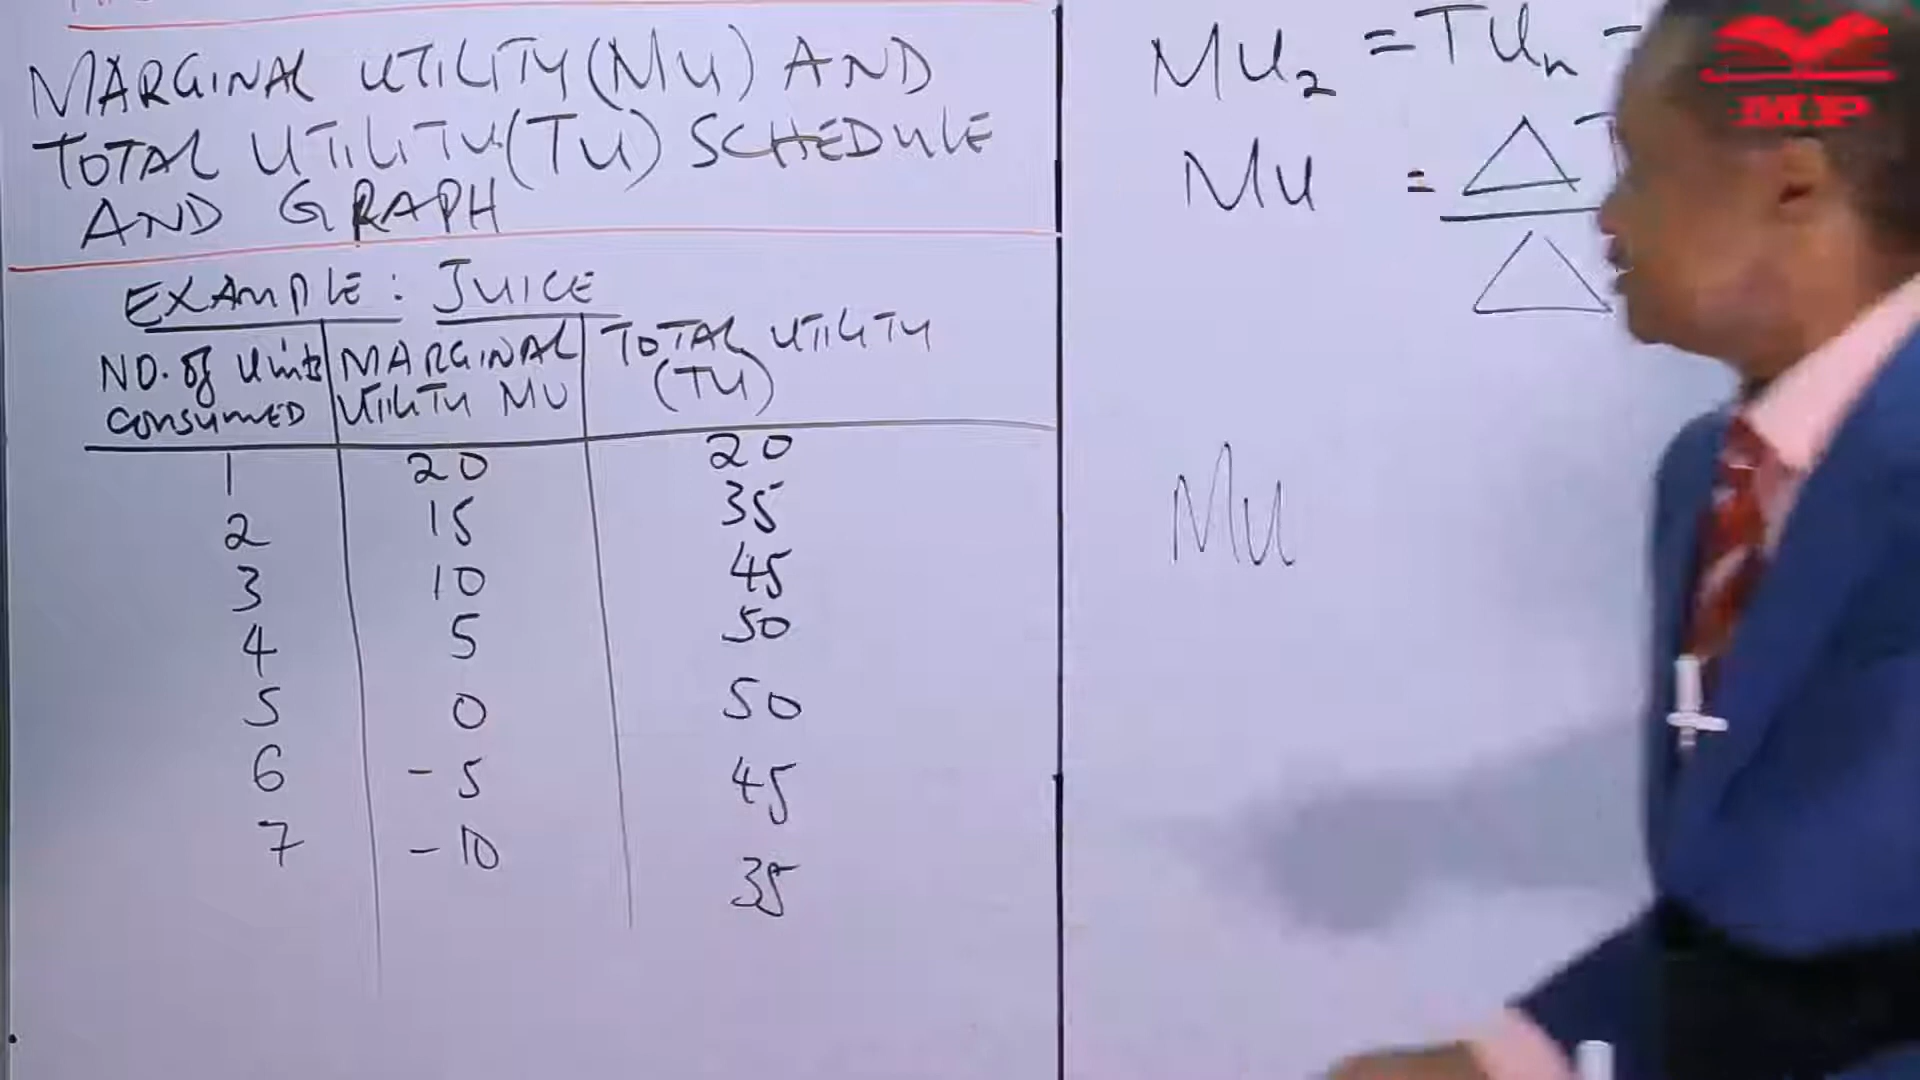 MARGINAL UTILITY (MU) AND
TOTAL UTILITY (TU) SCHEDULE
AND GRAPH
EXAMPLE: JUICE
NO. of Units CONSUMED | MARGINAL UTILITY MU | TOTAL UTILITY (TU)
1 20 20
2 15 35
3 10 45
4 5 50
5 0 50
6 -5 45
7 -10 35
MU2 = TUn -
MU = Δ
Δ
MU
MP